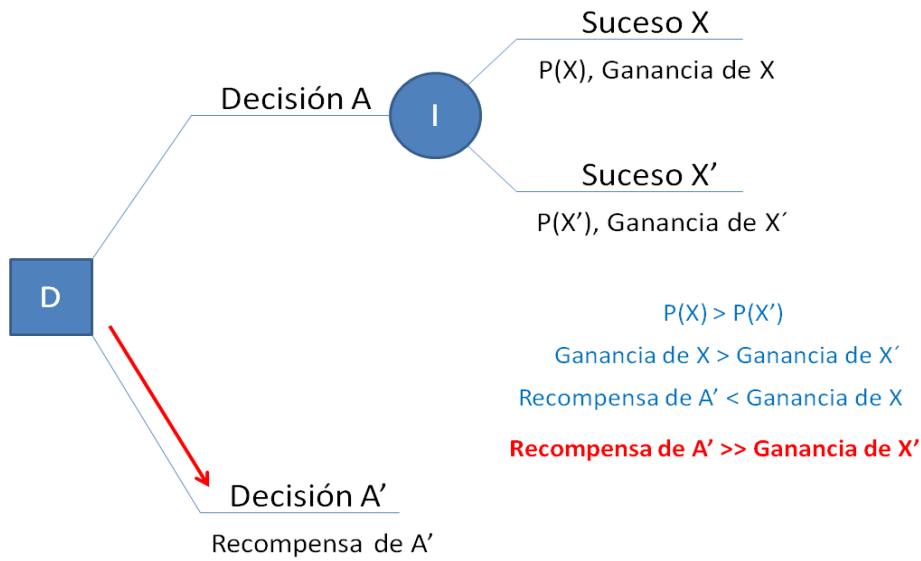 Suceso X
P(X), Ganancia de X
Decisión A
I
Suceso X’
P(X’), Ganancia de X´
D
P(X) > P(X’)
Ganancia de X > Ganancia de X´
Recompensa de A’ < Ganancia de X
Recompensa de A’ >> Ganancia de X’
Decisión A’
Recompensa de A’